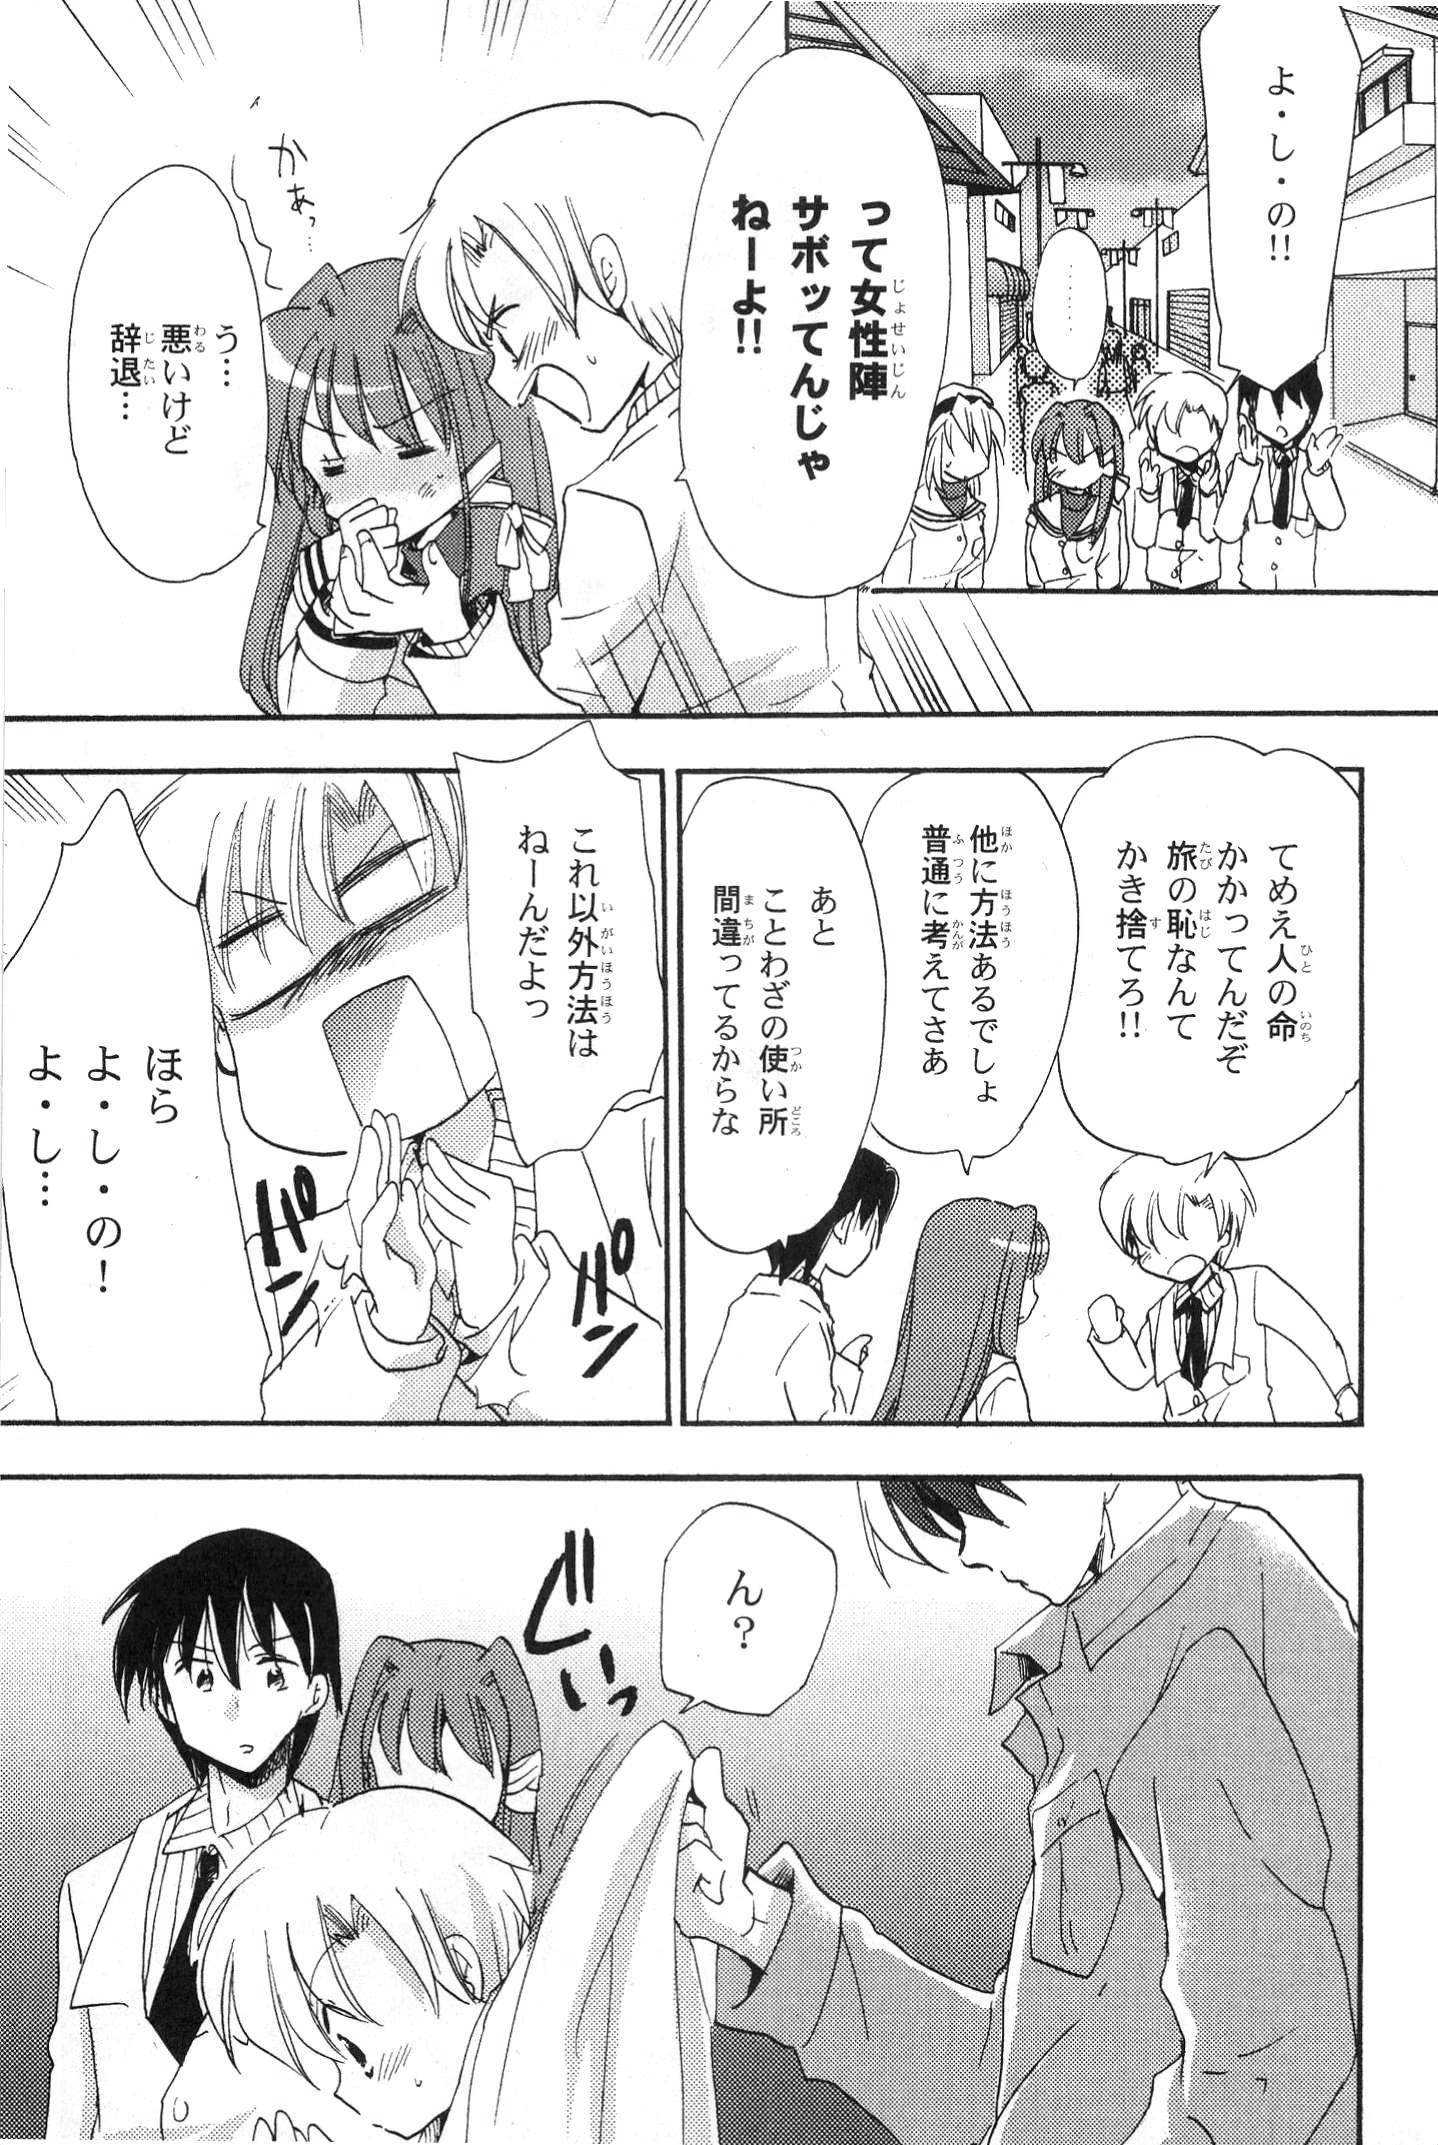 よ・し・の!!
……
って女性陣
サボッてんじゃ
ねーよ!!
かぁっ…
う…
悪いけど
辞退…
てめえ人の命
かかってんだぞ
旅の恥なんて
かき捨てろ!!
他に方法あるでしょ
普通に考えてさあ
あと
ことわざの使い所
間違ってるからな
これ以外方法は
ねーんだよっ
パン
パン
ほら
よ・し・の!
よ・し…
ん?
ぐいっ